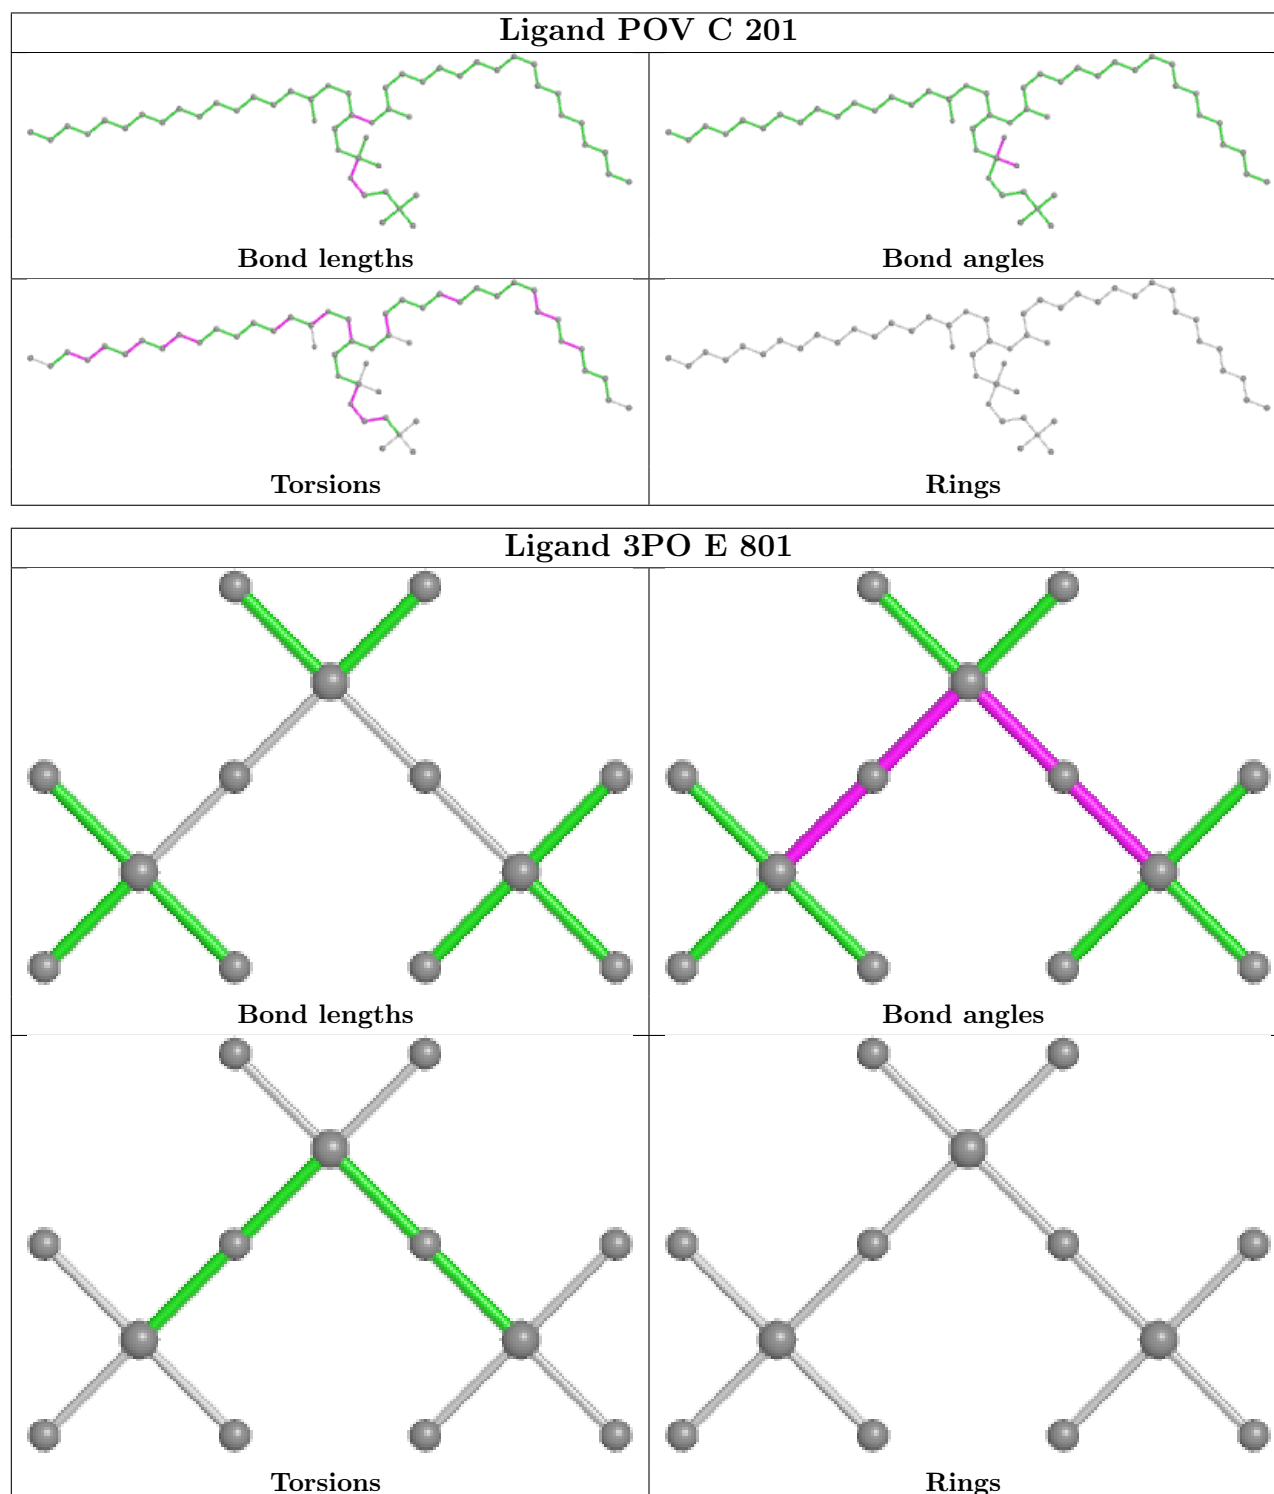 Ligand POV C 201
Bond lengths
Bond angles
Torsions
Rings
Ligand 3PO E 801
Bond lengths
Bond angles
Torsions
Rings